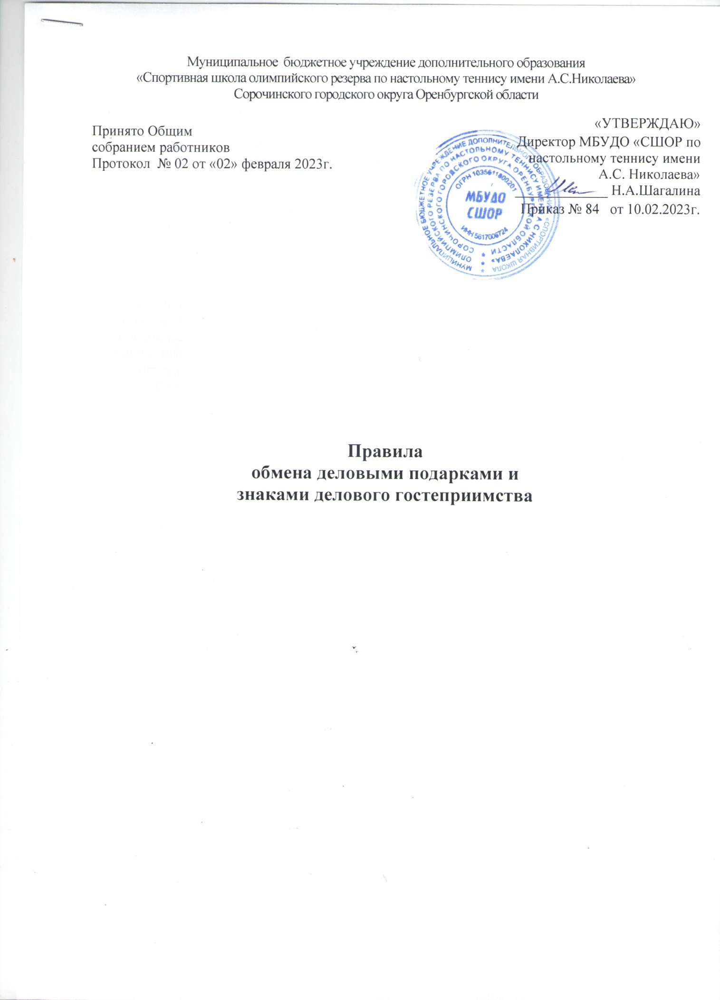 Муниципальное бюджетное учреждение дополнительного образования
«Спортивная школа олимпийского резерва по настольному теннису имени А.С.Николаева»
Сорочинского городского округа Оренбургской области
Принято Общим
собранием работников
Протокол № 02 от «02» февраля 2023г.
«УТВЕРЖДАЮ»
Директор МБУДО «СШОР по
настольному теннису имени
А.С. Николаева»
______________ Н.А.Шагалина
Приказ № 84 от 10.02.2023г.
МУНИЦИПАЛЬНОЕ БЮДЖЕТНОЕ УЧРЕЖДЕНИЕ ДОПОЛНИТЕЛЬНОГО ОБРАЗОВАНИЯ «СПОРТИВНАЯ ШКОЛА
ОЛИМПИЙСКОГО РЕЗЕРВА ПО НАСТОЛЬНОМУ ТЕННИСУ ИМЕНИ А С НИКОЛАЕВА»
СОРОЧИНСКОГО ГОРОДСКОГО ОКРУГА ОРЕНБУРГСКОЙ ОБЛАСТИ
ОГРН 1035611800201
МБУДО
СШОР
ИНН 5617006724
Правила
обмена деловыми подарками и
знаками делового гостеприимства